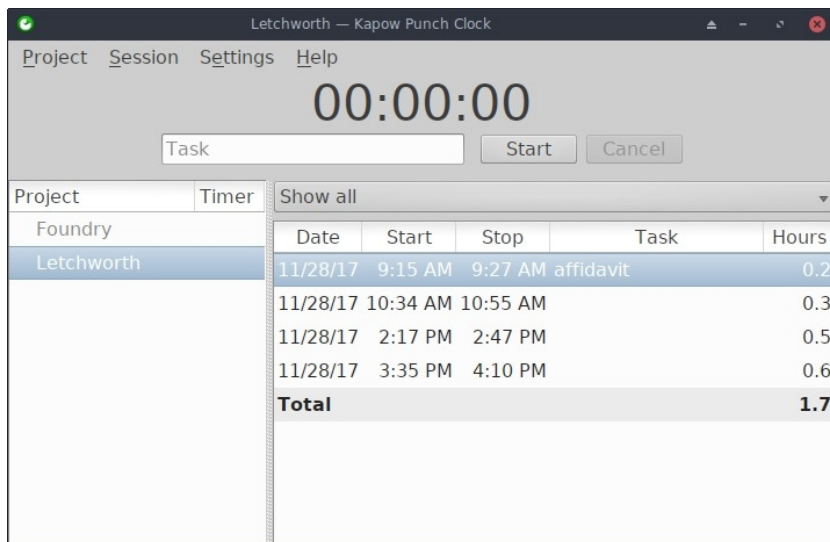 Letchworth — Kapow Punch Clock
Project Session Settings Help
00:00:00
Task Start Cancel
Project Timer Show all
Foundry
Letchworth
Date Start Stop Task Hours
11/28/17 9:15 AM 9:27 AM affidavit 0.2
11/28/17 10:34 AM 10:55 AM 0.3
11/28/17 2:17 PM 2:47 PM 0.5
11/28/17 3:35 PM 4:10 PM 0.6
Total 1.7